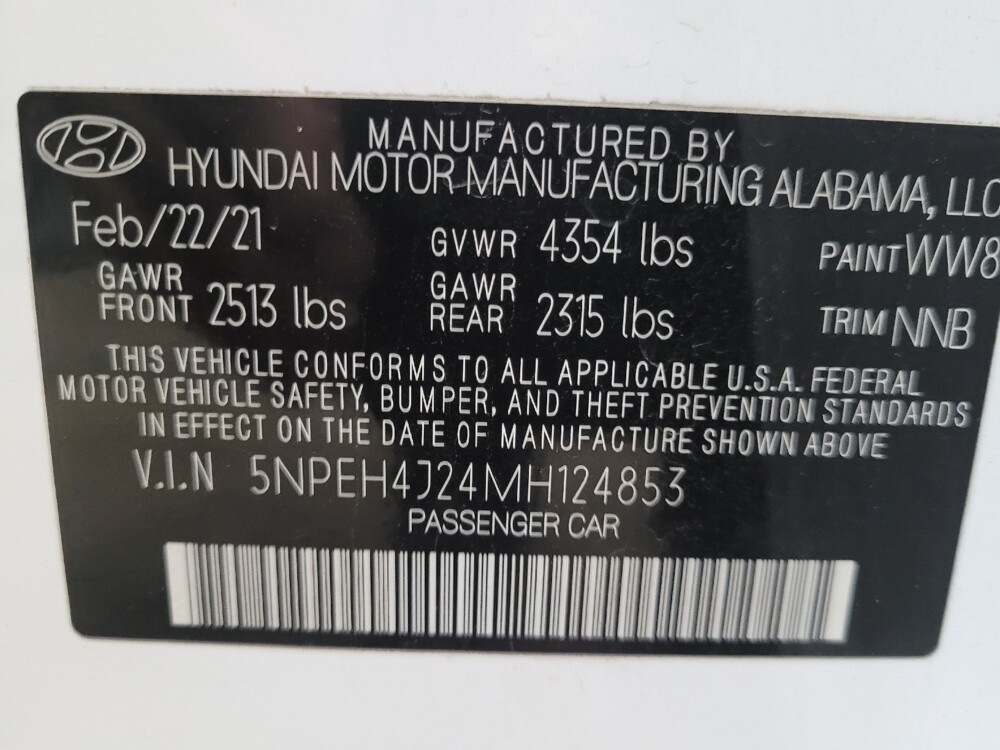 MANUFACTURED BY
HYUNDAI MOTOR MANUFACTURING ALABAMA, LLC
Feb/22/21 GVWR 4354 lbs PAINT WW8
GAWR FRONT 2513 lbs GAWR REAR 2315 lbs TRIM NNB
THIS VEHICLE CONFORMS TO ALL APPLICABLE U.S.A. FEDERAL
MOTOR VEHICLE SAFETY, BUMPER, AND THEFT PREVENTION STANDARDS
IN EFFECT ON THE DATE OF MANUFACTURE SHOWN ABOVE
V.I.N 5NPEH4J24MH124853
PASSENGER CAR